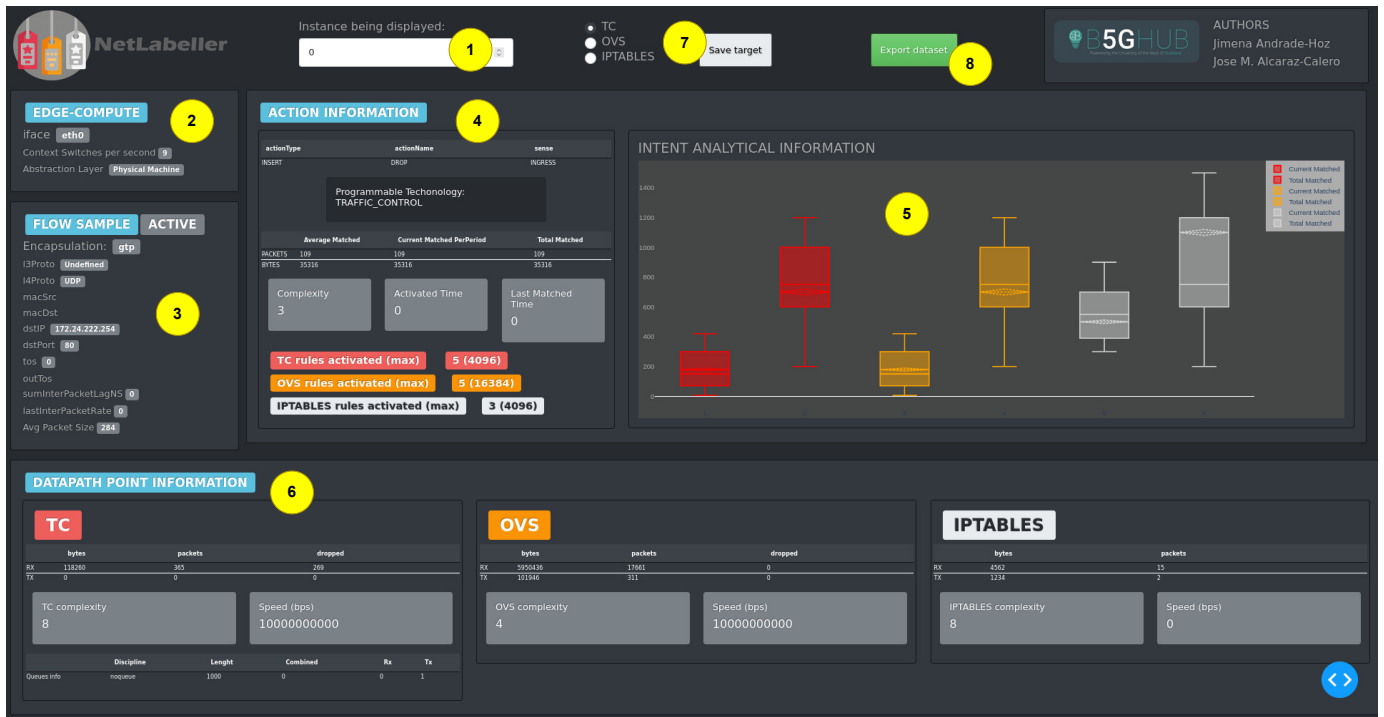 NetLabeller
Instance being displayed:
0
1
TC
OVS
IPTABLES
7
Save target
Export dataset
8
B5GHUB
AUTHORS
Jimena Andrade-Hoz
Jose M. Alcaraz-Calero
EDGE-COMPUTE
2
iface eth0
Context Switches per second 9
Abstraction Layer Physical Machine
FLOW SAMPLE ACTIVE
Encapsulation: gtp
l3Proto Undefined
l4Proto UDP
macSrc
macDst
3
dstIP 172.24.222.254
dstPort 80
tos 0
outTos
sumInterPacketLagNS 0
lastInterPacketRate 0
Avg Packet Size 284
ACTION INFORMATION
4
actionType actionName sense
INSERT DROP INGRESS
Programmable Techonology:
TRAFFIC_CONTROL
Average Matched Current Matched PerPeriod Total Matched
PACKETS 109 109 109
BYTES 35316 35316 35316
Complexity
3
Activated Time
0
Last Matched
Time
0
TC rules activated (max) 5 (4096)
OVS rules activated (max) 5 (16384)
IPTABLES rules activated (max) 3 (4096)
INTENT ANALYTICAL INFORMATION
5
1400
1200
1000
800
600
400
200
0
Current Matched
Total Matched
Current Matched
Total Matched
Current Matched
Total Matched
DATAPATH POINT INFORMATION
6
TC
bytes packets dropped
RX 118260 365 269
TX 0 0 0
TC complexity
8
Speed (bps)
10000000000
Discipline Lenght Combined Rx Tx
Queues info noqueue 1000 0 0 1
OVS
bytes packets dropped
RX 5950436 17661 0
TX 101946 311 0
OVS complexity
4
Speed (bps)
10000000000
IPTABLES
bytes packets
RX 4562 15
TX 1234 2
IPTABLES complexity
8
Speed (bps)
0